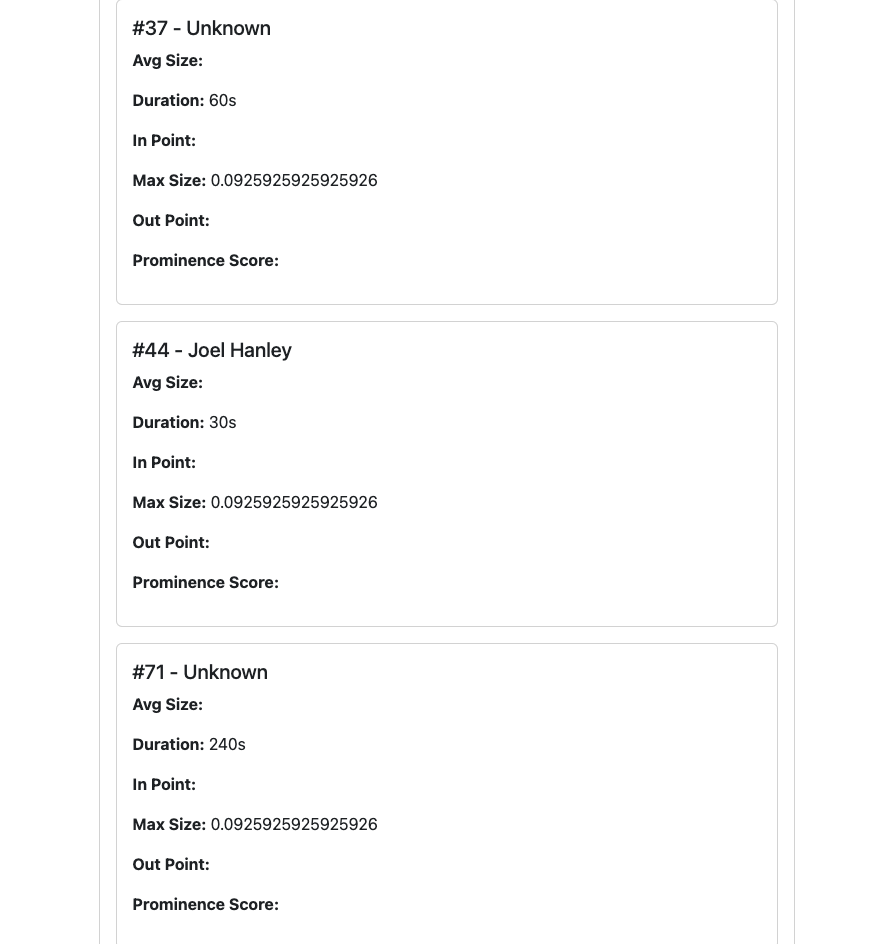 #37 - Unknown
Avg Size:
Duration: 60s
In Point:
Max Size: 0.0925925925925926
Out Point:
Prominence Score:
#44 - Joel Hanley
Avg Size:
Duration: 30s
In Point:
Max Size: 0.0925925925925926
Out Point:
Prominence Score:
#71 - Unknown
Avg Size:
Duration: 240s
In Point:
Max Size: 0.0925925925925926
Out Point:
Prominence Score: